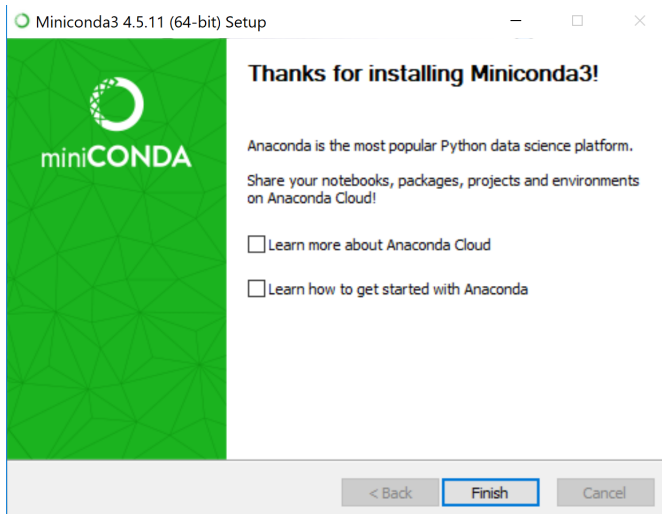 Miniconda3 4.5.11 (64-bit) Setup
miniCONDA
Thanks for installing Miniconda3!
Anaconda is the most popular Python data science platform.
Share your notebooks, packages, projects and environments
on Anaconda Cloud!
Learn more about Anaconda Cloud
Learn how to get started with Anaconda
< Back
Finish
Cancel